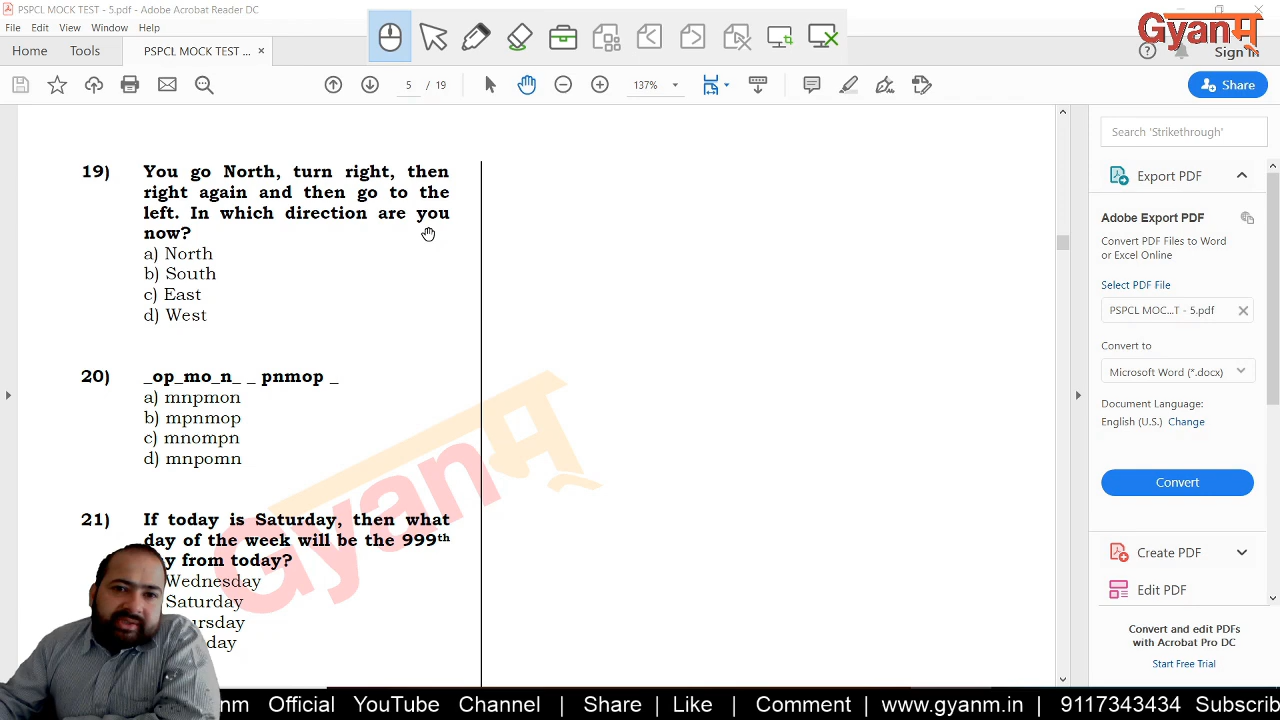 PSPCL MOCK TEST - 5.pdf - Adobe Acrobat Reader DC
File Edit View Window Help
Home Tools PSPCL MOCK TEST ... ×
Gyanम्
Sign In
5 / 19
137%
Share
19) You go North, turn right, then
right again and then go to the
left. In which direction are you
now?
a) North
b) South
c) East
d) West
20) _op_mo_n_ _ pnmop _
a) mnpmon
b) mpnmop
c) mnompn
d) mnpomn
21) If today is Saturday, then what
day of the week will be the 999th
from today?
Wednesday
Saturday
Gyanम्
Search 'Strikethrough'
Export PDF
Adobe Export PDF
Convert PDF Files to Word
or Excel Online
Select PDF File
PSPCL MOC...T - 5.pdf
Convert to
Microsoft Word (*.docx)
Document Language:
English (U.S.) Change
Convert
Create PDF
Edit PDF
Convert and edit PDFs
with Acrobat Pro DC
Start Free Trial
Official YouTube Channel | Share | Like | Comment | www.gyanm.in | 9117343434 | Subscrib